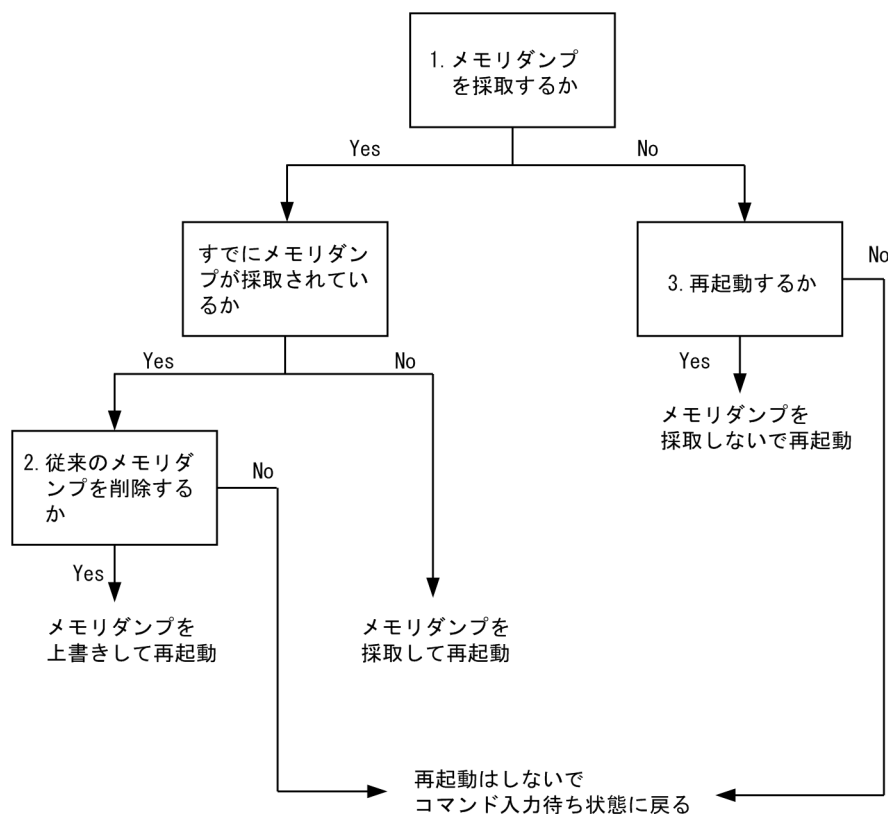 1. メモリダンプ
を採取するか
Yes
No
すでにメモリダン
プが採取されてい
るか
3. 再起動するか
No
Yes
No
Yes
メモリダンプを
採取しないで再起動
2. 従来のメモリダ
ンプを削除する
か
No
Yes
メモリダンプを
上書きして再起動
メモリダンプを
採取して再起動
再起動はしないで
コマンド入力待ち状態に戻る